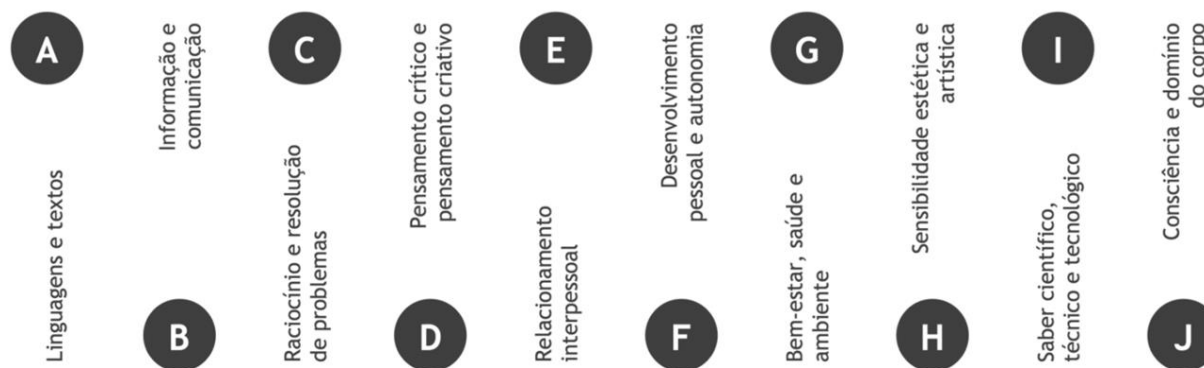 A
Linguagens e textos
Informação e
comunicação
B
C
Raciocínio e resolução
de problemas
Pensamento crítico e
pensamento criativo
D
E
Relacionamento
interpessoal
Desenvolvimento
pessoal e autonomia
F
G
Bem-estar, saúde e
ambiente
Sensibilidade estética e
artística
H
I
Saber científico,
técnico e tecnológico
Consciência e domínio
do corpo
J